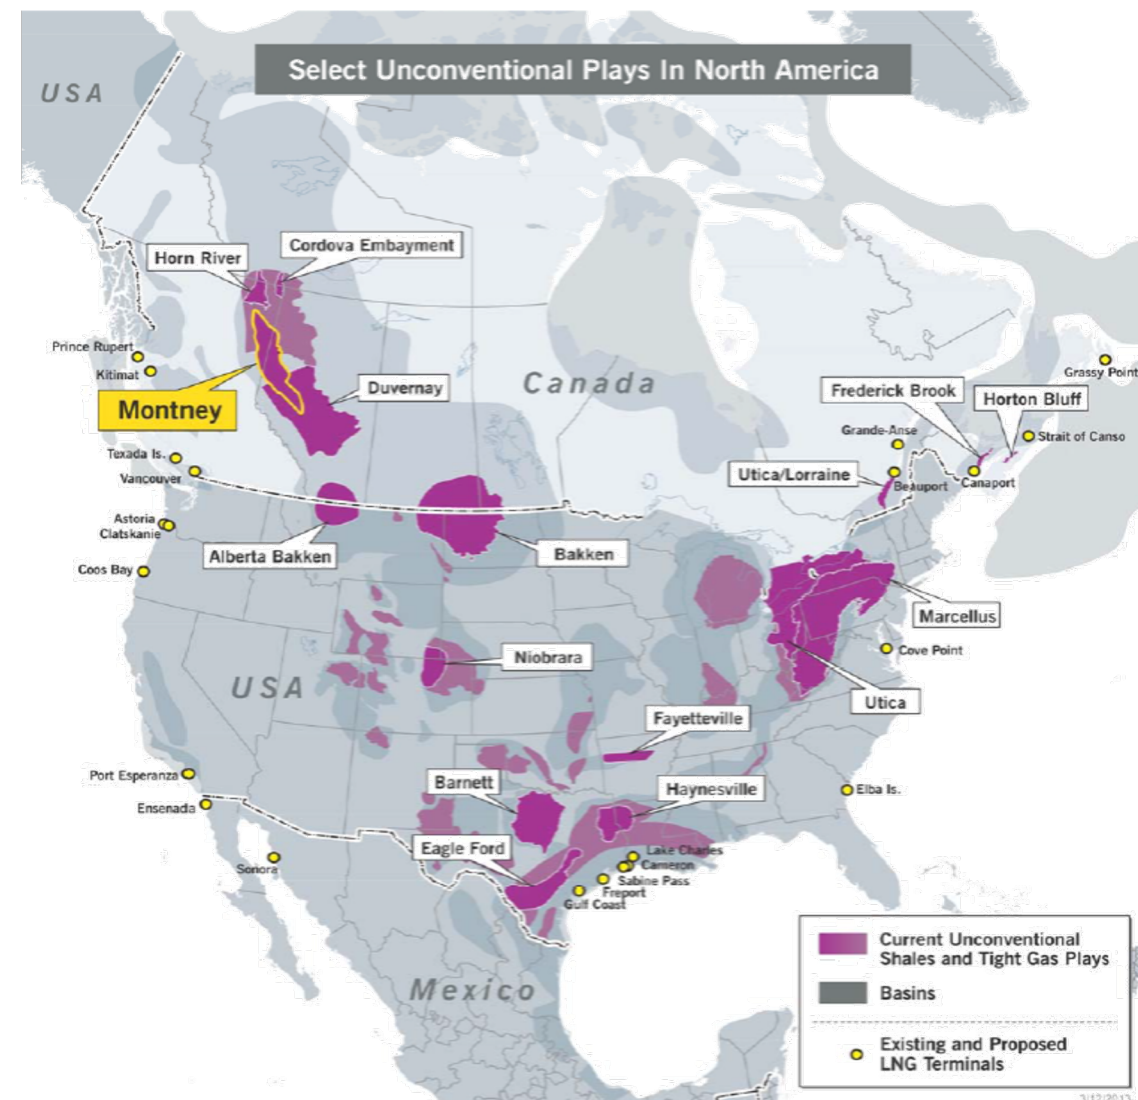 Select Unconventional Plays In North America
USA
Cordova Embayment
Horn River
Prince Rupert
Kitimat
Montney
Duvernay
Canada
Grassy Point
Frederick Brook
Horton Bluff
Grande-Anse
Strait of Canso
Texada Is.
Vancouver
Utica/Lorraine
Beauport
Canaport
Astoria
Clatskanie
Alberta Bakken
Bakken
Coos Bay
Marcellus
Cove Point
Niobrara
USA
Utica
Fayetteville
Port Esperanza
Ensenada
Barnett
Haynesville
Elba Is.
Eagle Ford
Lake Charles
Cameron
Sabine Pass
Freport
Gulf Coast
Sonora
Mexico
Current Unconventional
Shales and Tight Gas Plays
Basins
Existing and Proposed
LNG Terminals
3/12/2013